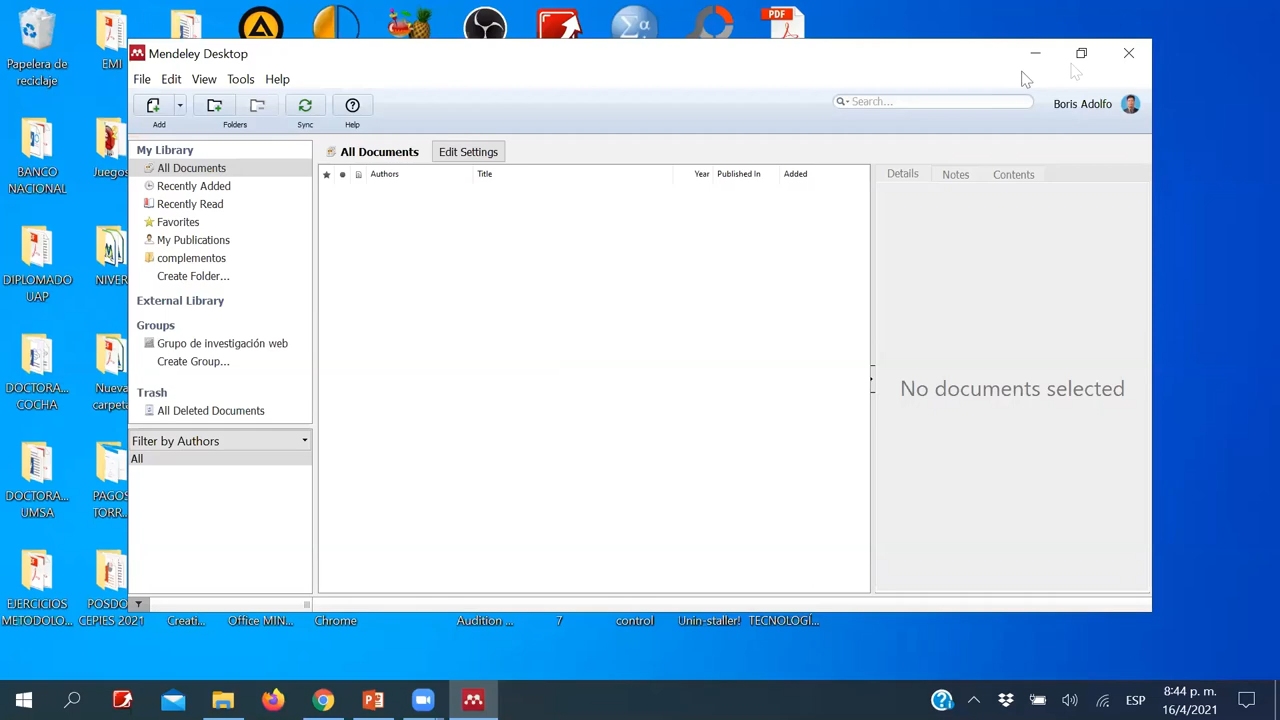 PDF
Papelera de
reciclaje
EMI
Mendeley Desktop
File Edit View Tools Help
Search...
Boris Adolfo
Add Folders Sync Help
My Library
All Documents
Recently Added
Recently Read
Favorites
My Publications
complementos
Create Folder...
External Library
Groups
Grupo de investigación web
Create Group...
Trash
All Deleted Documents
Filter by Authors
All
All Documents Edit Settings
Authors Title Year Published In Added
Details Notes Contents
No documents selected
BANCO
NACIONAL
Juegos
DIPLOMADO
UAP
NIVER
DOCTORA...
COCHA
Nueva
carpeta
DOCTORA...
UMSA
PAGOS
TORR...
EJERCICIOS
METODOLO...
POSDO
CEPIES 2021
Creati...
Office MIN...
Chrome
Audition ...
7
control
Unin-staller!
TECNOLOGÍ...
ESP
8:44 p. m.
16/4/2021